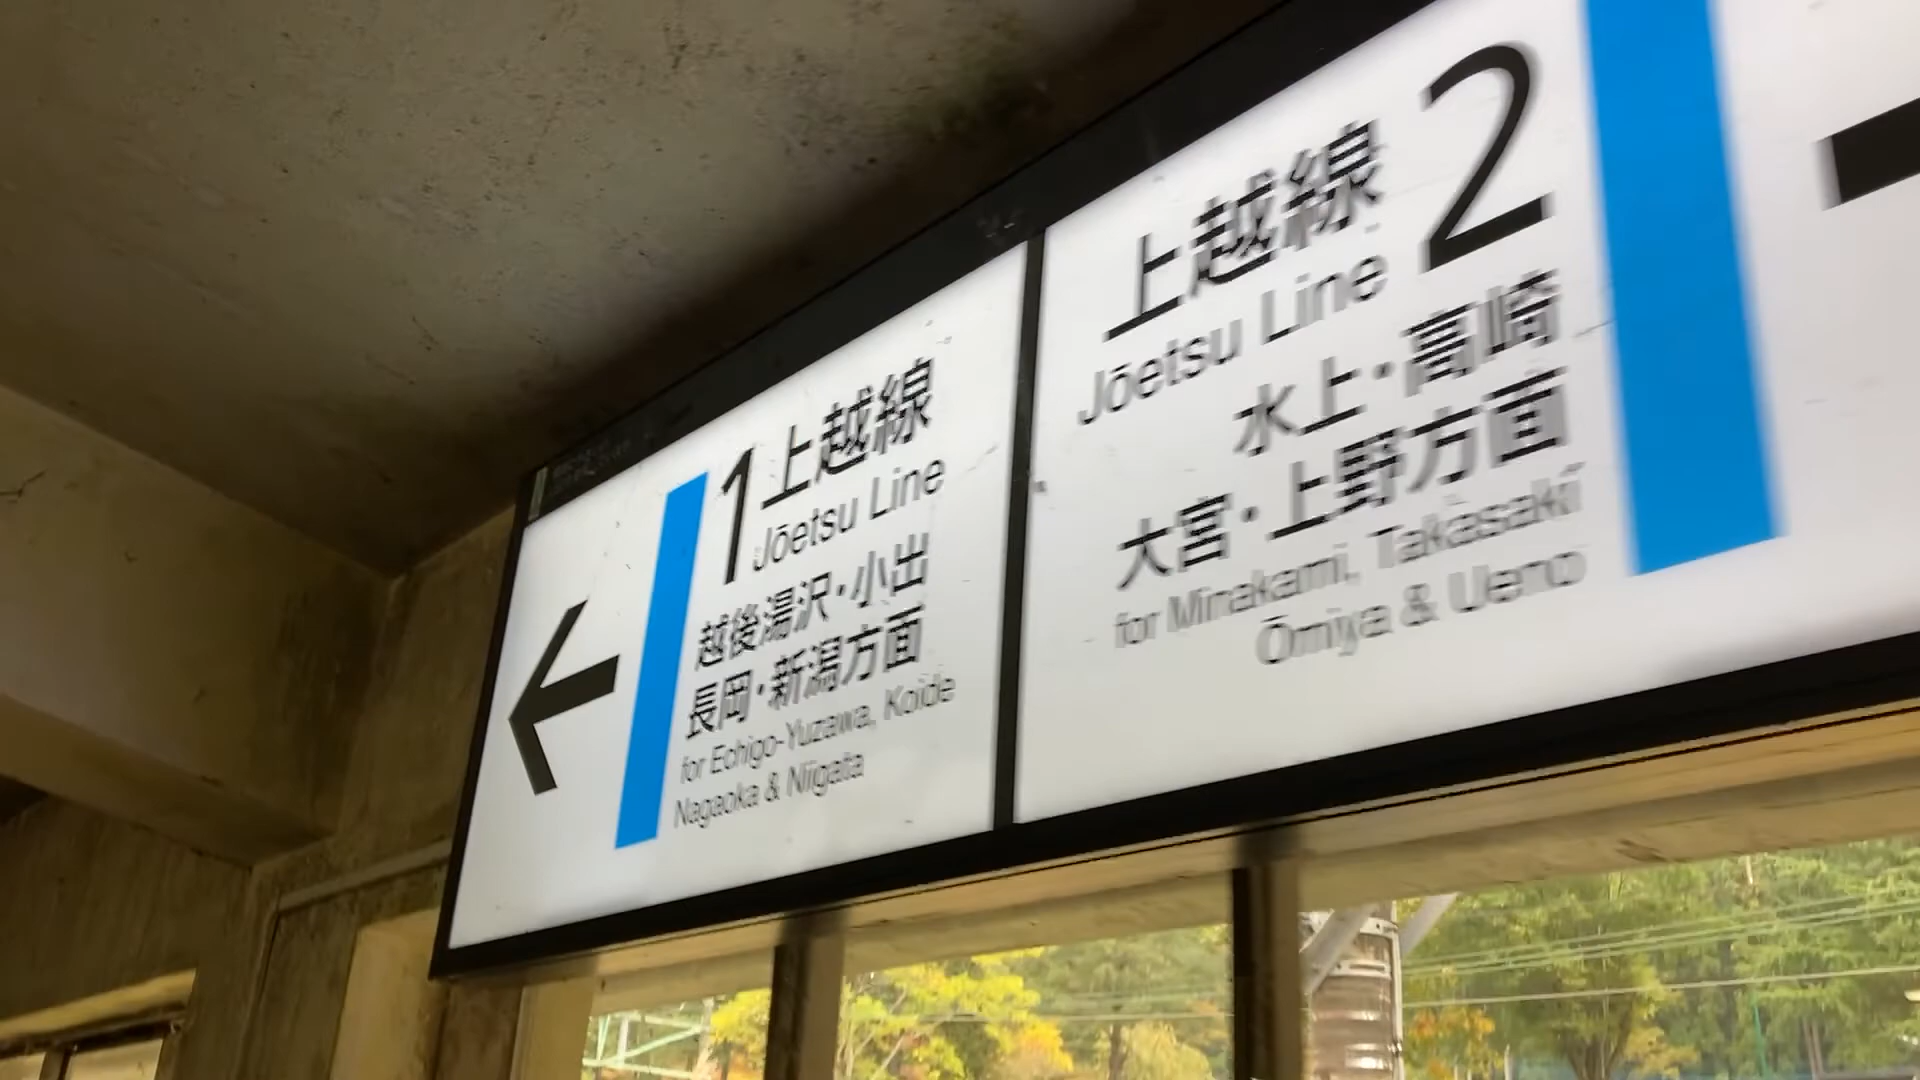 1 上越線
Jōetsu Line
越後湯沢・小出
長岡・新潟方面
for Echigo-Yuzawa, Koide
Nagaoka & Niigata
上越線 2
Jōetsu Line
水上・高崎
大宮・上野方面
for Minakami, Takasaki
Ōmiya & Ueno